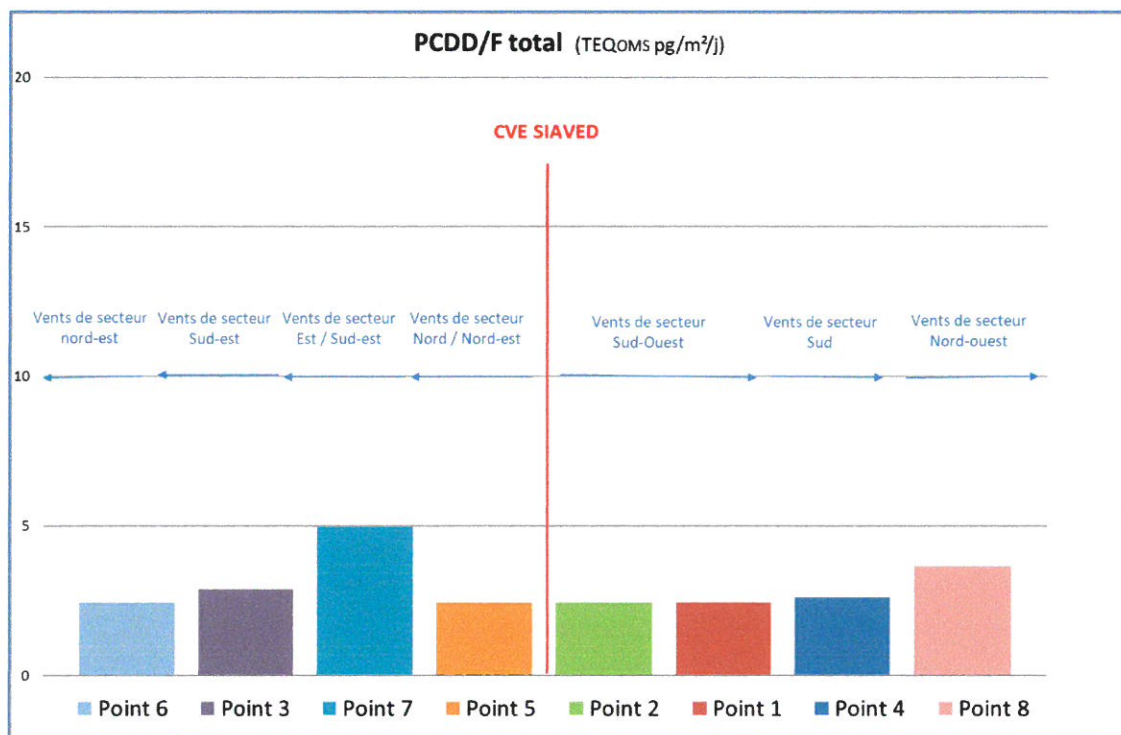 PCDD/F total (TEQOMS pg/m²/j)
20
CVE SIAVED
15
Vents de secteur
nord-est
Vents de secteur
Sud-est
Vents de secteur
Est / Sud-est
Vents de secteur
Nord / Nord-est
Vents de secteur
Sud-Ouest
Vents de secteur
Sud
Vents de secteur
Nord-ouest
10
5
0
Point 6 Point 3 Point 7 Point 5 Point 2 Point 1 Point 4 Point 8